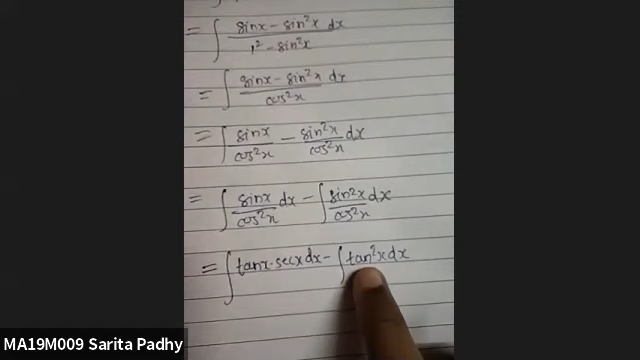 = ∫ sinx - sin²x dx / 1² - sin²x
= ∫ sinx - sin²x dx / cos²x
= ∫ sinx/cos²x - sin²x/cos²x dx
= ∫ sinx/cos²x dx - ∫ sin²x/cos²x dx
= ∫ tanx·secx dx - ∫ tan²x dx
MA19M009 Sarita Padhy